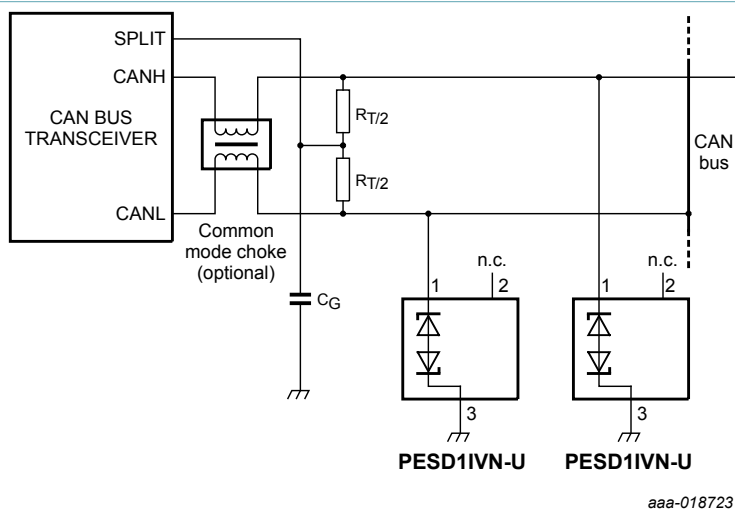 SPLIT
CANH
CAN BUS
TRANSCEIVER
CANL
Common
mode choke
(optional)
RT/2
RT/2
CG
CAN
bus
n.c.
1
2
3
PESD1IVN-U
n.c.
1
2
3
PESD1IVN-U
aaa-018723